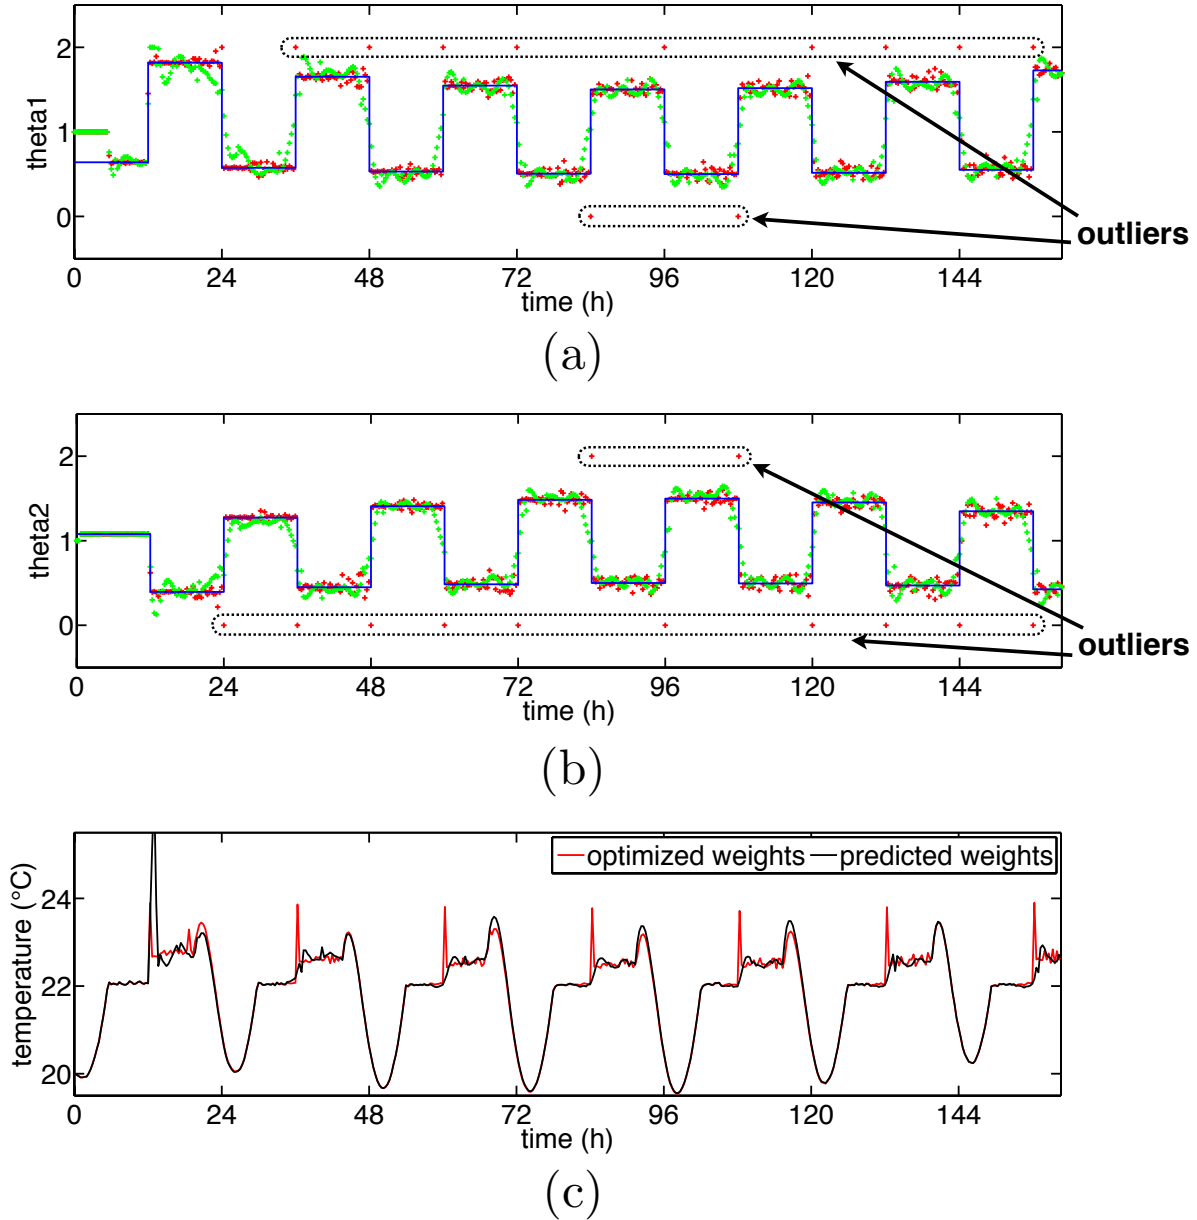 theta1
2
1
0
0 24 48 72 96 120 144
time (h)
outliers
(a)
theta2
2
1
0
0 24 48 72 96 120 144
time (h)
outliers
outliers
(b)
temperature (°C)
optimized weights predicted weights
24
22
20
0 24 48 72 96 120 144
time (h)
(c)